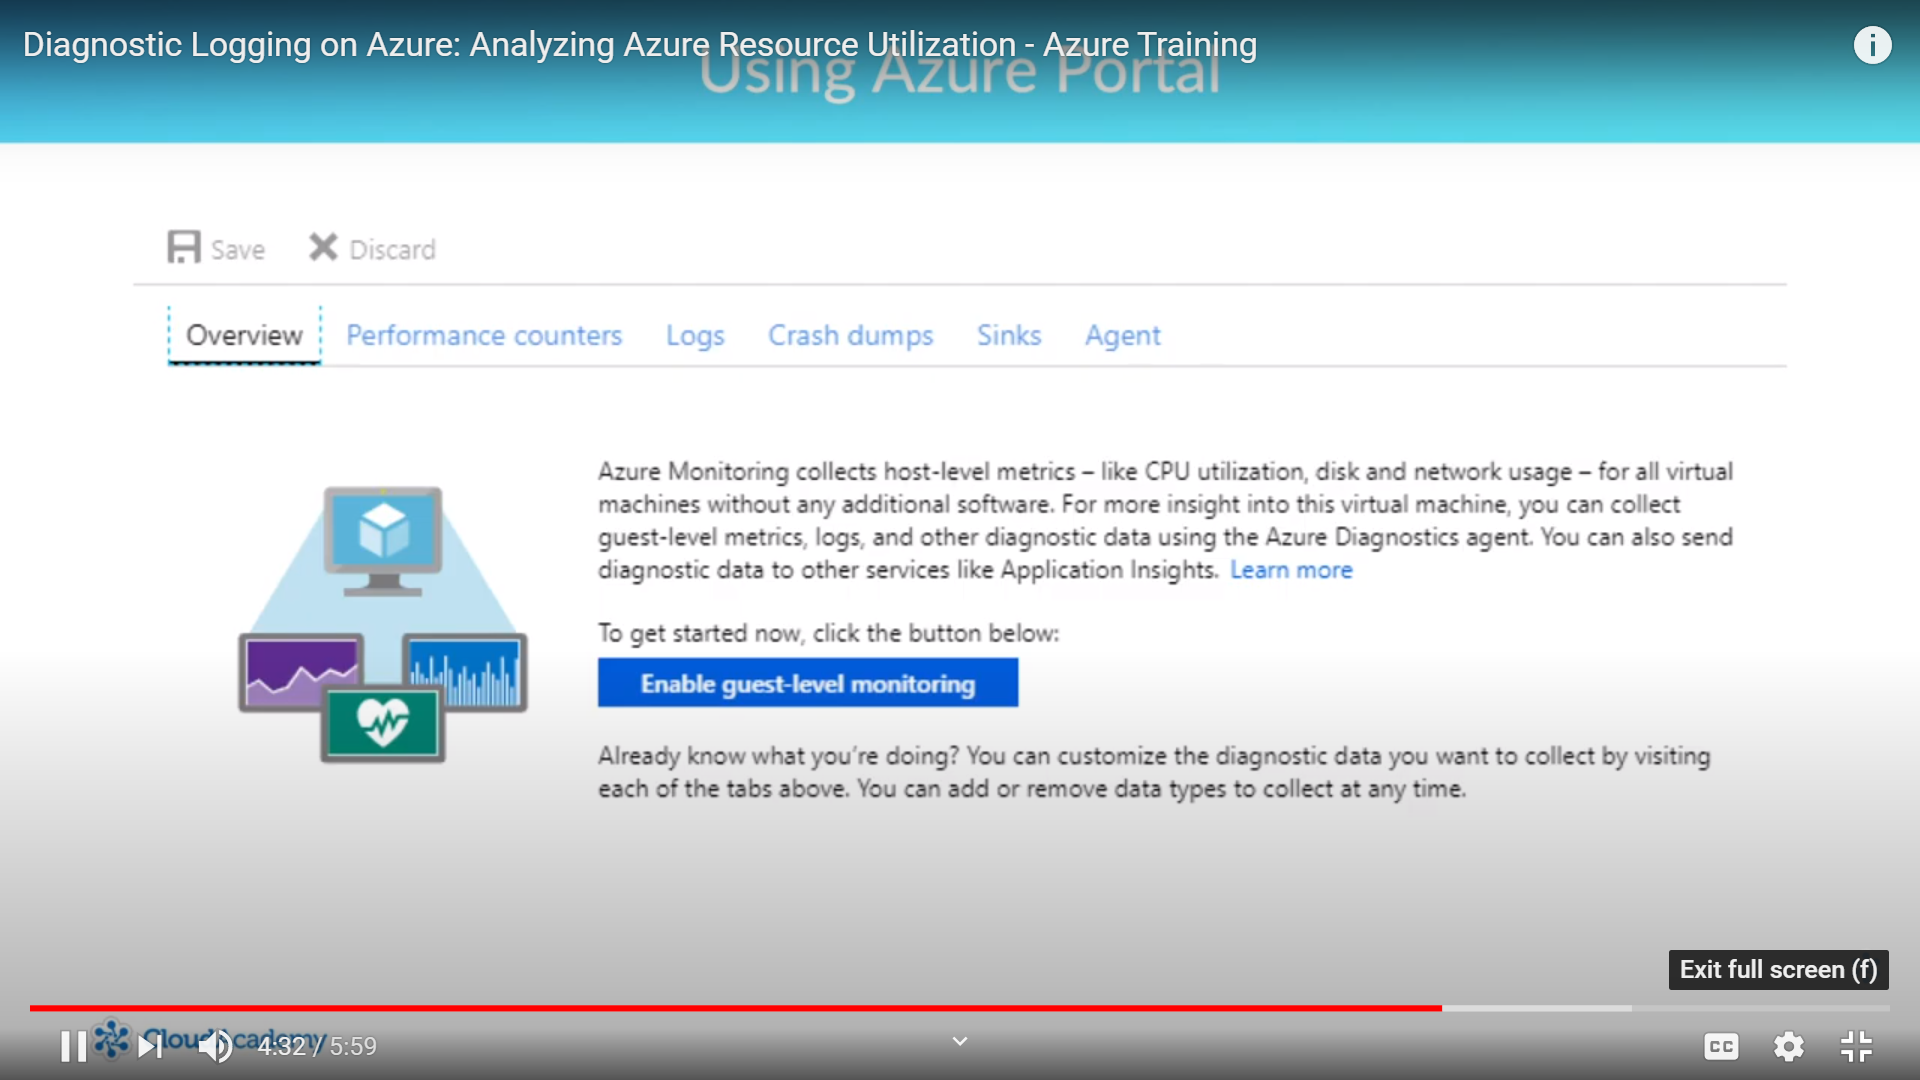 Diagnostic Logging on Azure: Analyzing Azure Resource Utilization - Azure Training
Using Azure Portal
Save Discard
Overview Performance counters Logs Crash dumps Sinks Agent
Azure Monitoring collects host-level metrics – like CPU utilization, disk and network usage – for all virtual
machines without any additional software. For more insight into this virtual machine, you can collect
guest-level metrics, logs, and other diagnostic data using the Azure Diagnostics agent. You can also send
diagnostic data to other services like Application Insights. Learn more
To get started now, click the button below:
Enable guest-level monitoring
Already know what you're doing? You can customize the diagnostic data you want to collect by visiting
each of the tabs above. You can add or remove data types to collect at any time.
Exit full screen (f)
CloudAcademy
4:32 / 5:59
CC